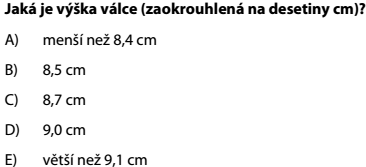 Jaká je výška válce (zaokrouhlená na desetiny cm)?
A) menší než 8,4 cm
B) 8,5 cm
C) 8,7 cm
D) 9,0 cm
E) větší než 9,1 cm